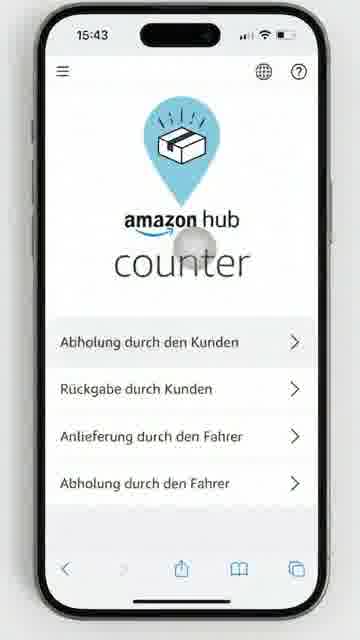 15:43
amazon hub
counter
Abholung durch den Kunden
Rückgabe durch Kunden
Anlieferung durch den Fahrer
Abholung durch den Fahrer